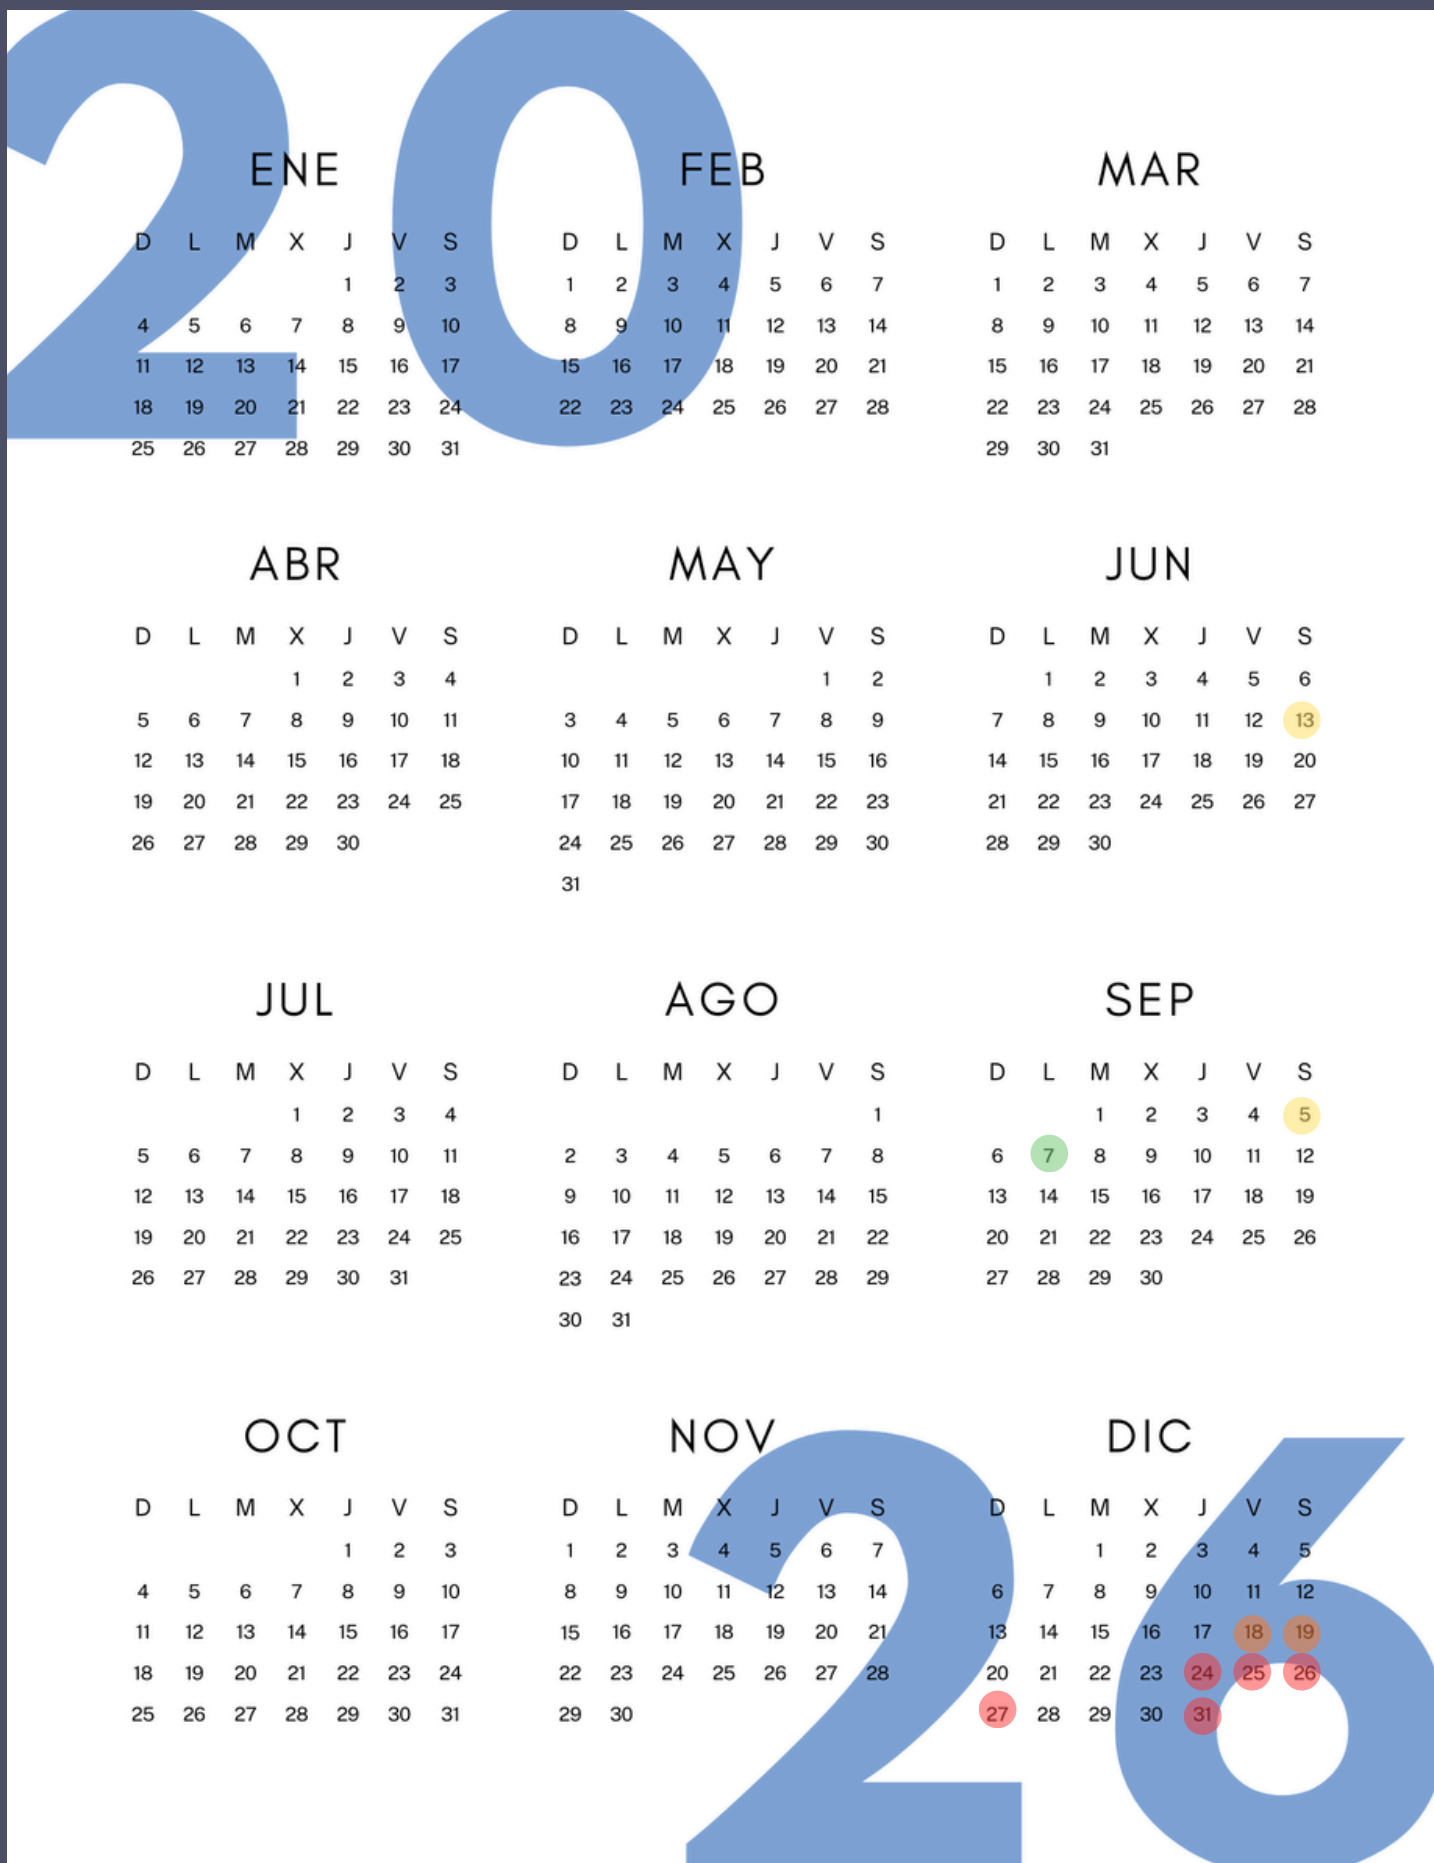 20
ENE FEB MAR
D L M X J V S D L M X J V S D L M X J V S
1 2 3 1 2 3 4 5 6 7 1 2 3 4 5 6 7
4 5 6 7 8 9 10 8 9 10 11 12 13 14 8 9 10 11 12 13 14
11 12 13 14 15 16 17 15 16 17 18 19 20 21 15 16 17 18 19 20 21
18 19 20 21 22 23 24 22 23 24 25 26 27 28 22 23 24 25 26 27 28
25 26 27 28 29 30 31 29 30 31
ABR MAY JUN
D L M X J V S D L M X J V S D L M X J V S
1 2 3 4 1 2 1 2 3 4 5 6
5 6 7 8 9 10 11 3 4 5 6 7 8 9 7 8 9 10 11 12 13
12 13 14 15 16 17 18 10 11 12 13 14 15 16 14 15 16 17 18 19 20
19 20 21 22 23 24 25 17 18 19 20 21 22 23 21 22 23 24 25 26 27
26 27 28 29 30 24 25 26 27 28 29 30 28 29 30
31
JUL AGO SEP
D L M X J V S D L M X J V S D L M X J V S
1 2 3 4 1 1 2 3 4 5
5 6 7 8 9 10 11 2 3 4 5 6 7 8 6 7 8 9 10 11 12
12 13 14 15 16 17 18 9 10 11 12 13 14 15 13 14 15 16 17 18 19
19 20 21 22 23 24 25 16 17 18 19 20 21 22 20 21 22 23 24 25 26
26 27 28 29 30 31 23 24 25 26 27 28 29 27 28 29 30
30 31
OCT NOV DIC
D L M X J V S D L M X J V S D L M X J V S
1 2 3 1 2 3 4 5 6 7 1 2 3 4 5
4 5 6 7 8 9 10 8 9 10 11 12 13 14 6 7 8 9 10 11 12
11 12 13 14 15 16 17 15 16 17 18 19 20 21 13 14 15 16 17 18 19
18 19 20 21 22 23 24 22 23 24 25 26 27 28 20 21 22 23 24 25 26
25 26 27 28 29 30 31 29 30 27 28 29 30 31
26